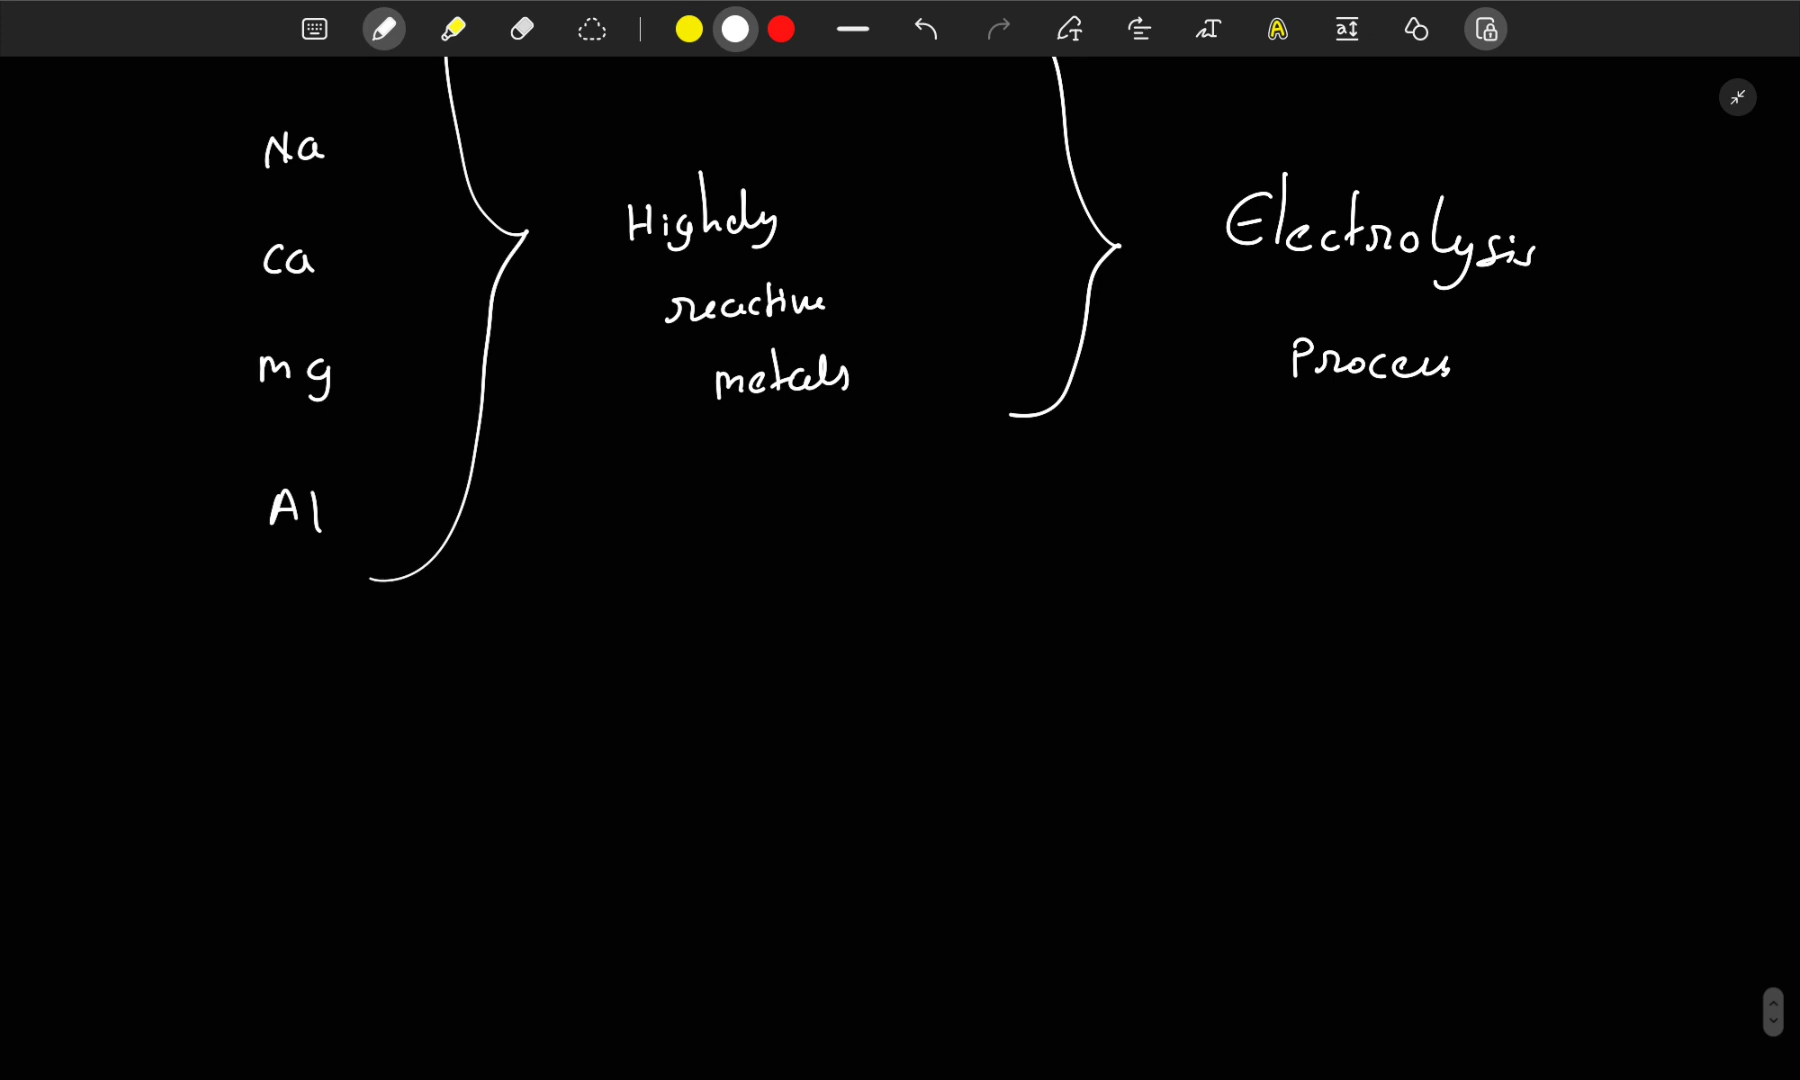 Na
Ca
Mg
Al
Highly
reactive
metals
Electrolysis
Process